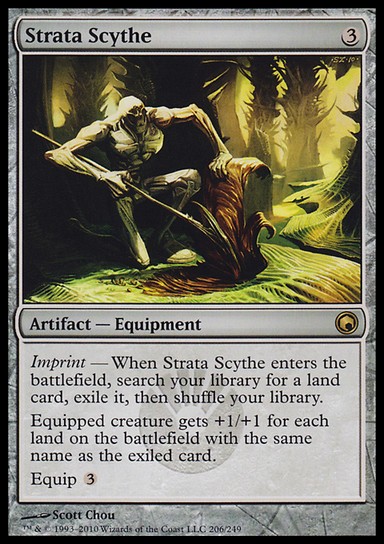 Strata Scythe 3
·SX·10·
Artifact — Equipment
Imprint — When Strata Scythe enters the
battlefield, search your library for a land
card, exile it, then shuffle your library.
Equipped creature gets +1/+1 for each
land on the battlefield with the same
name as the exiled card.
Equip 3
Scott Chou
™ & © 1993–2010 Wizards of the Coast LLC 206/249